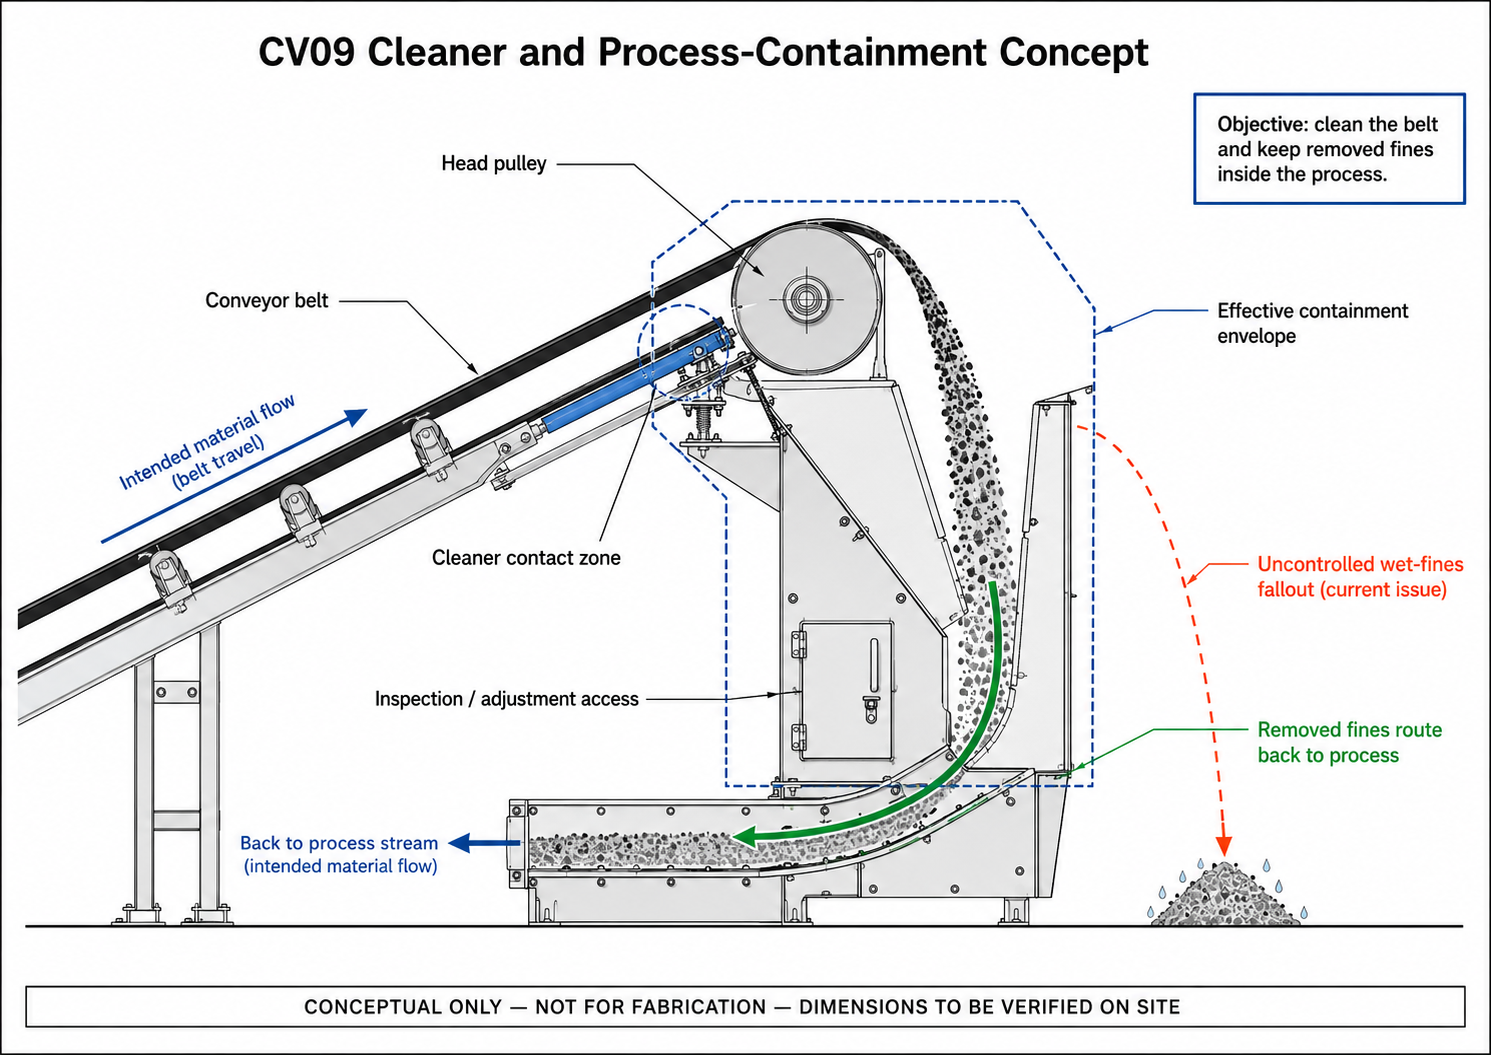 CV09 Cleaner and Process-Containment Concept
Objective: clean the belt
and keep removed fines
inside the process.
Head pulley
Conveyor belt
Effective containment
envelope
Intended material flow
(belt travel)
Cleaner contact zone
Uncontrolled wet-fines
fallout (current issue)
Inspection / adjustment access
Removed fines route
back to process
Back to process stream
(intended material flow)
CONCEPTUAL ONLY — NOT FOR FABRICATION — DIMENSIONS TO BE VERIFIED ON SITE